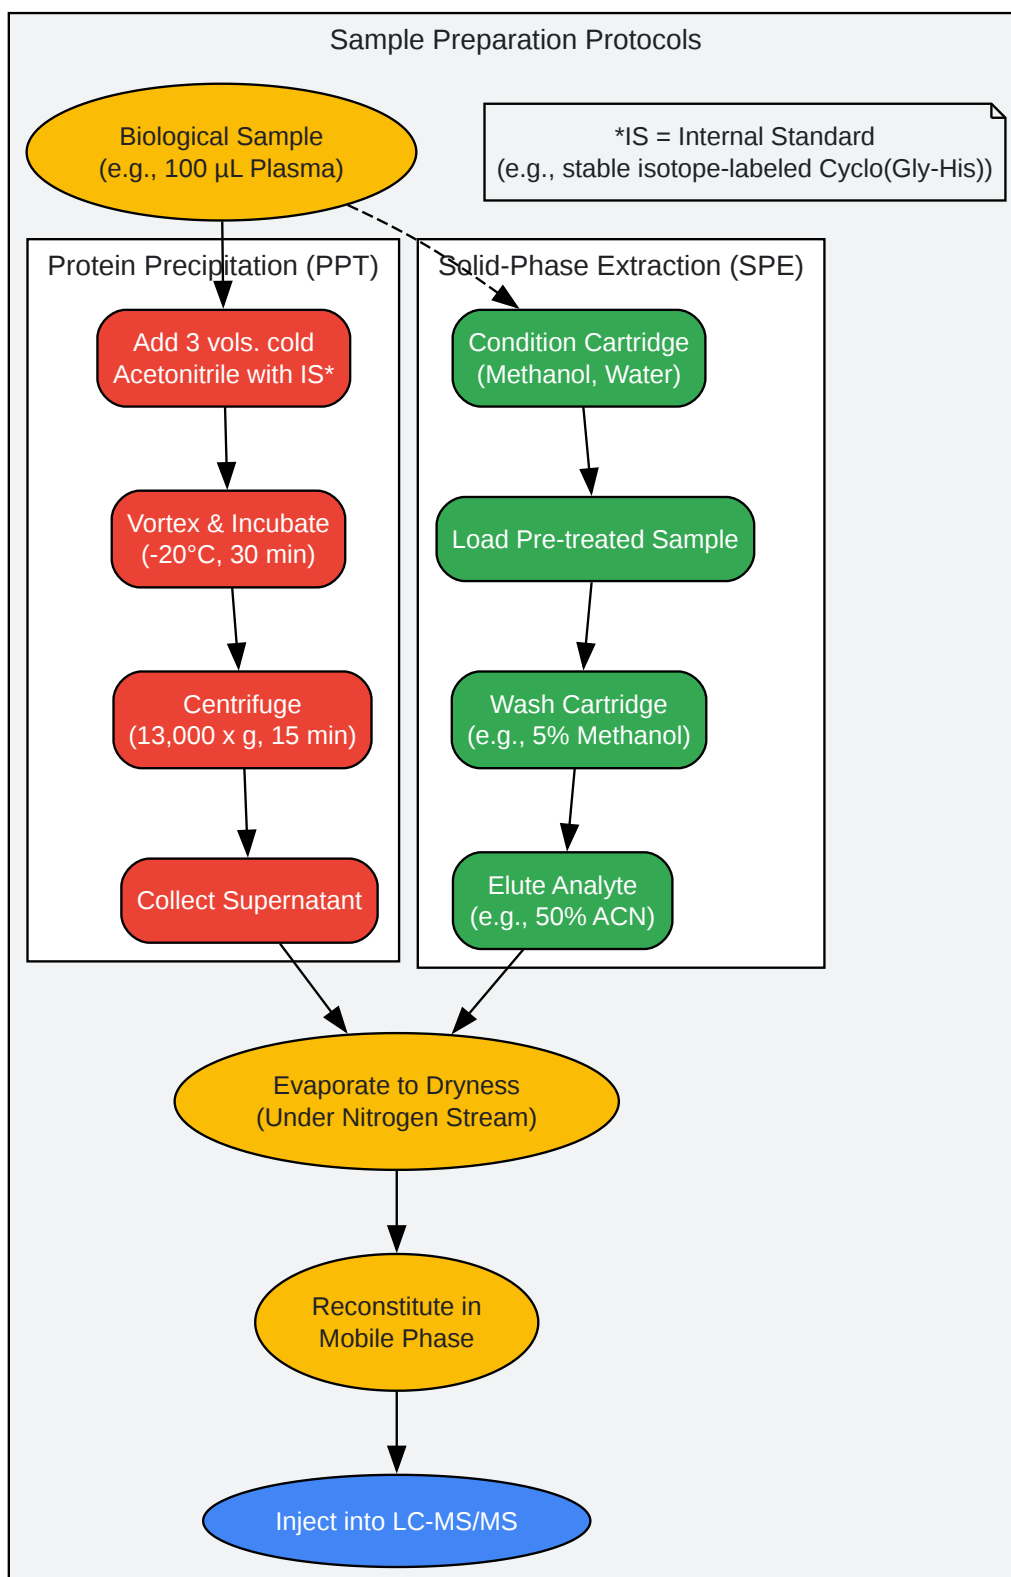 Sample Preparation Protocols
Biological Sample
(e.g., 100 µL Plasma)
*IS = Internal Standard
(e.g., stable isotope-labeled Cyclo(Gly-His))
Protein Precipitation (PPT)
Add 3 vols. cold
Acetonitrile with IS*
Vortex & Incubate
(-20°C, 30 min)
Centrifuge
(13,000 x g, 15 min)
Collect Supernatant
Solid-Phase Extraction (SPE)
Condition Cartridge
(Methanol, Water)
Load Pre-treated Sample
Wash Cartridge
(e.g., 5% Methanol)
Elute Analyte
(e.g., 50% ACN)
Evaporate to Dryness
(Under Nitrogen Stream)
Reconstitute in
Mobile Phase
Inject into LC-MS/MS